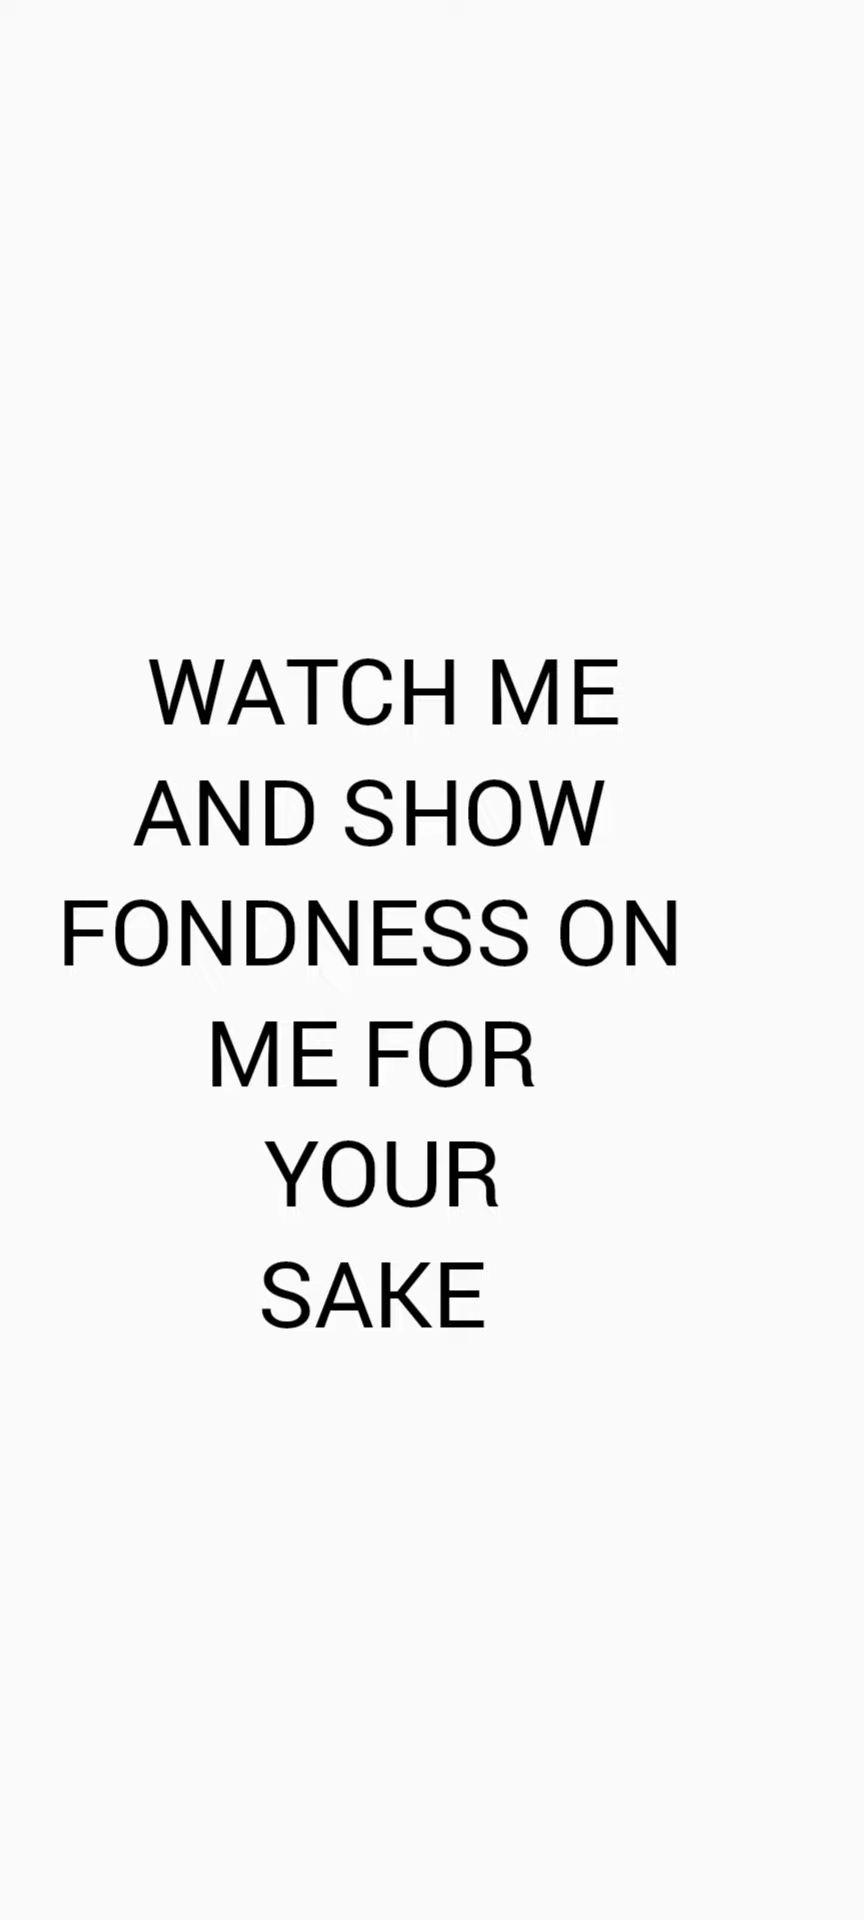 WATCH ME
AND SHOW
FONDNESS ON
ME FOR
YOUR
SAKE